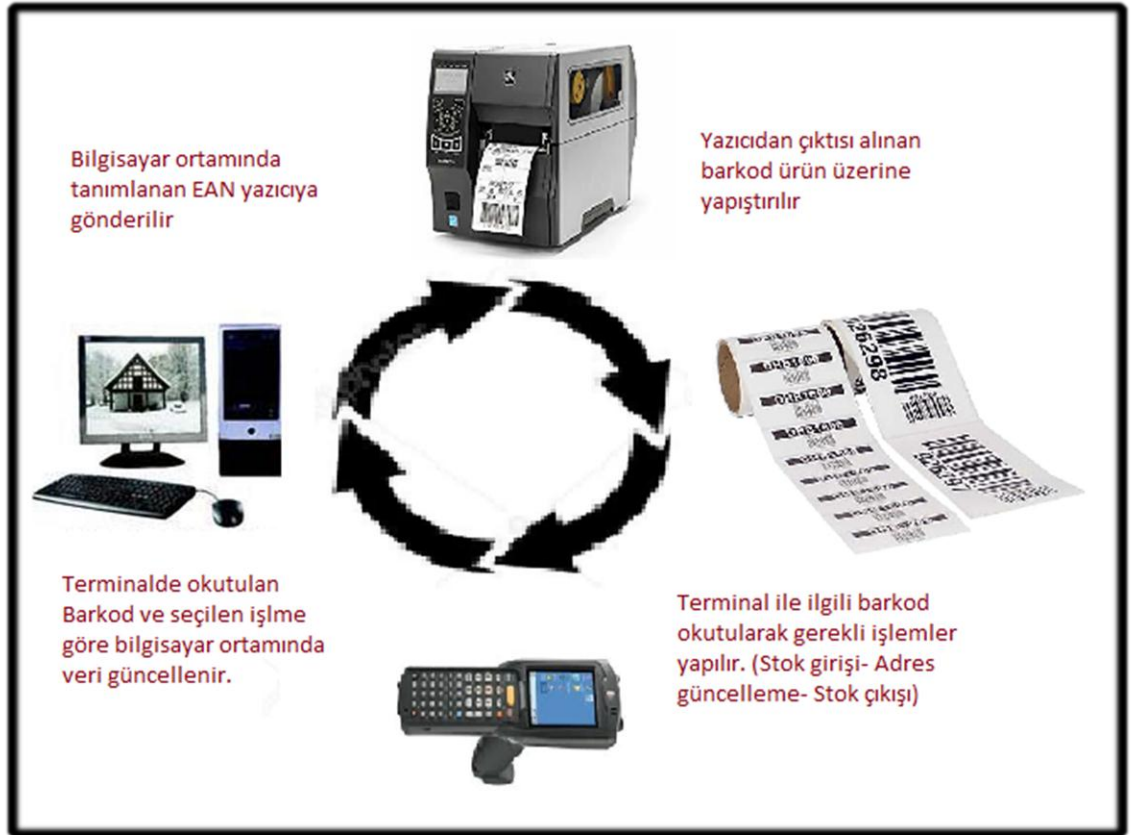 Bilgisayar ortamında
tanımlanan EAN yazıcıya
gönderilir
Yazıcıdan çıktısı alınan
barkod ürün üzerine
yapıştırılır
26298
Terminalde okutulan
Barkod ve seçilen işlme
göre bilgisayar ortamında
veri güncellenir.
Terminal ile ilgili barkod
okutularak gerekli işlemler
yapılır. (Stok girişi- Adres
güncelleme- Stok çıkışı)